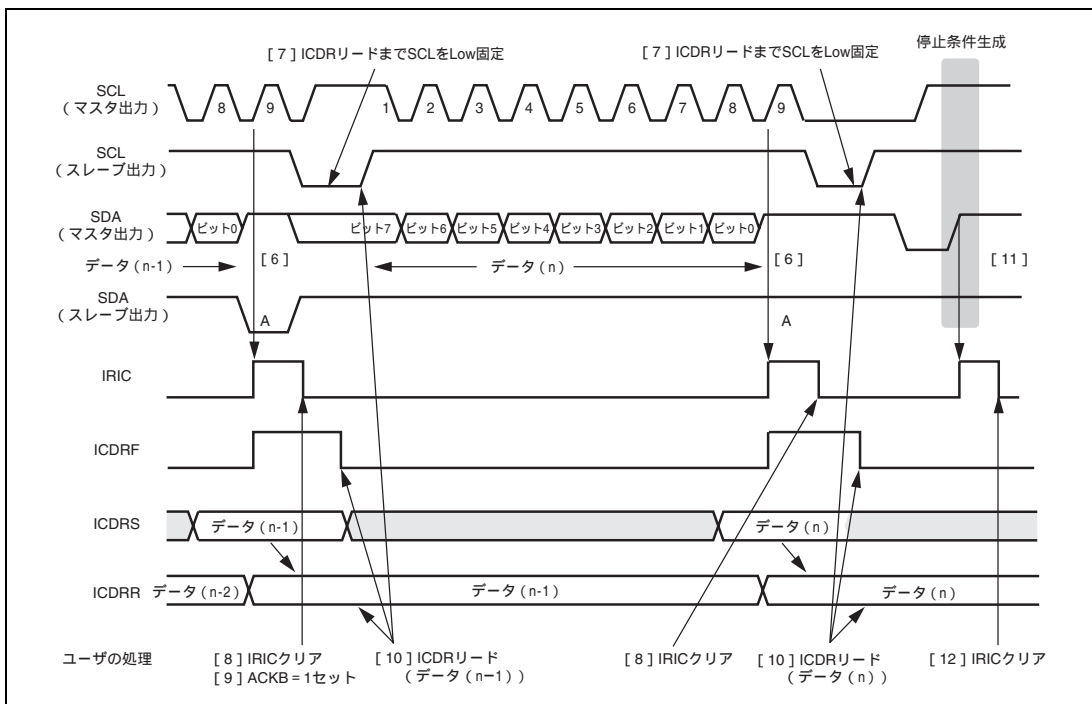 [7] ICDRリードまでSCLをLow固定
[7] ICDRリードまでSCLをLow固定
停止条件生成
SCL
(マスタ出力)
8 9 1 2 3 4 5 6 7 8 9
SCL
(スレーブ出力)
SDA
(マスタ出力)
ビット0 ビット7 ビット6 ビット5 ビット4 ビット3 ビット2 ビット1 ビット0
データ(n-1) [6] データ(n) [6] [11]
SDA
(スレーブ出力)
A A
IRIC
ICDRF
ICDRS
データ(n-1) データ(n)
ICDRR
データ(n-2) データ(n-1) データ(n)
ユーザの処理
[8] IRICクリア
[9] ACKB=1セット
[10] ICDRリード
(データ(n-1))
[8] IRICクリア
[10] ICDRリード
(データ(n))
[12] IRICクリア